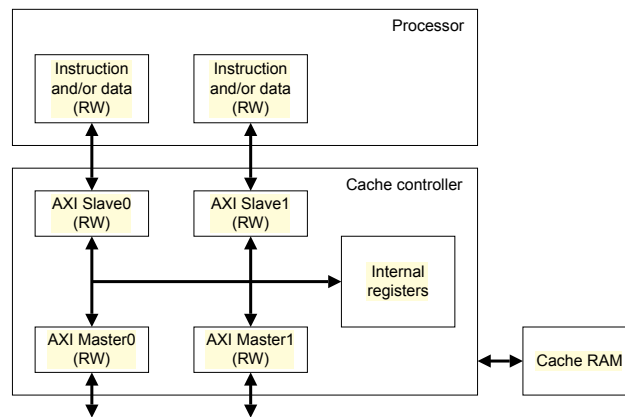 Processor
Instruction
and/or data
(RW)
Instruction
and/or data
(RW)
Cache controller
AXI Slave0
(RW)
AXI Slave1
(RW)
Internal
registers
AXI Master0
(RW)
AXI Master1
(RW)
Cache RAM